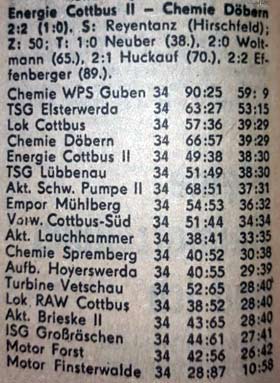 Energie Cottbus II – Chemie Döbern
2:2 (1:0). S: Reyentanz (Hirschfeld);
Z: 50; T: 1:0 Neuber (38.), 2:0 Wolt-
mann (65.), 2:1 Huckauf (70.), 2:2 Ef-
fenberger (89.).
Chemie WPS Guben 34 90:25 59: 9
TSG Elsterwerda 34 63:27 53:15
Lok Cottbus 34 57:36 39:29
Chemie Döbern 34 66:57 39:29
Energie Cottbus II 34 49:38 38:30
TSG Lübbenau 34 51:49 38:30
Akt. Schw. Pumpe II 34 68:51 37:31
Empor Mühlberg 34 54:53 36:32
Vorw. Cottbus-Süd 34 51:44 34:34
Akt. Lauchhammer 34 38:41 33:35
Chemie Spremberg 34 40:52 30:38
Aufb. Hoyerswerda 34 40:55 29:39
Turbine Vetschau 34 52:65 28:40
Lok RAW Cottbus 34 38:52 28:40
Akt. Brieske II 34 43:65 28:40
ISG Großräschen 34 44:61 27:41
Motor Forst 34 42:56 26:42
Motor Finsterwalde 34 28:87 10:58